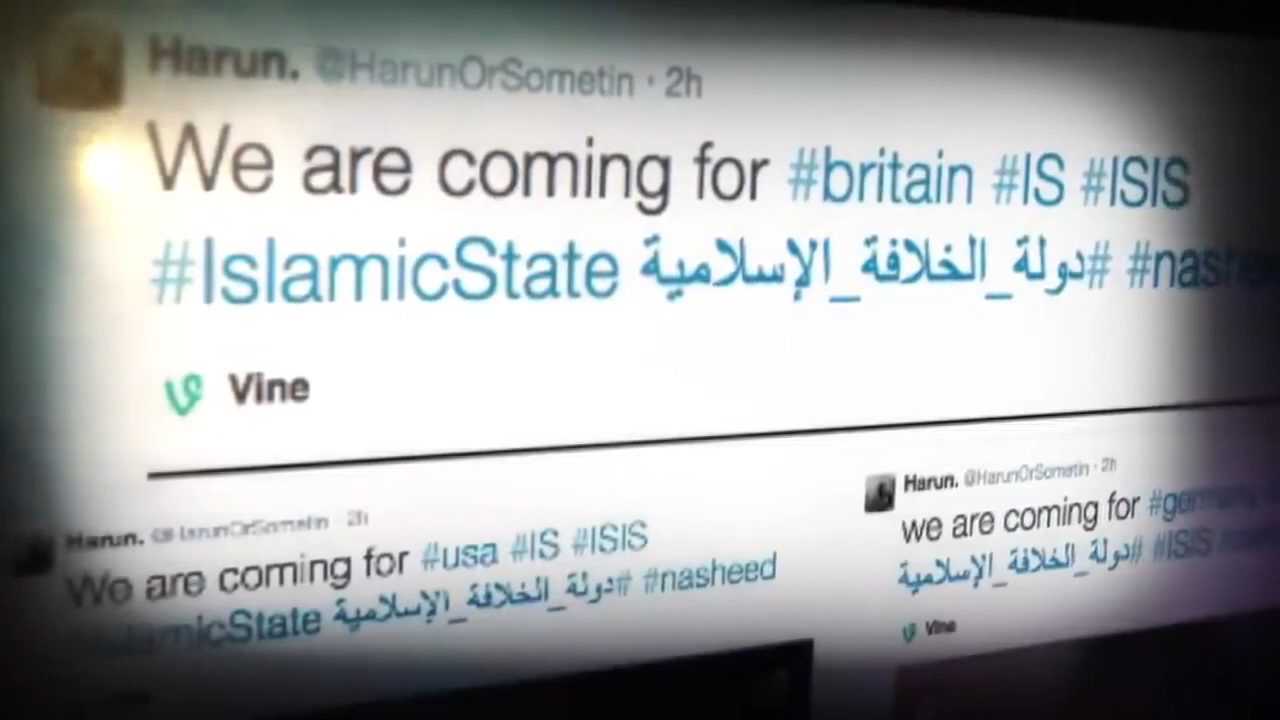 Harun. @HarunOrSometin · 2h
We are coming for #britain #IS #ISIS
#IslamicState #دولة_الخلافة_الإسلامية
Vine
Harun. @HarunOrSometin · 2h
We are coming for #usa #IS #ISIS
#IslamicState #دولة_الخلافة_الإسلامية #nasheed
Harun. @HarunOrSometin · 2h
we are coming for
#دولة_الخلافة_الإسلامية #ISIS
Vine